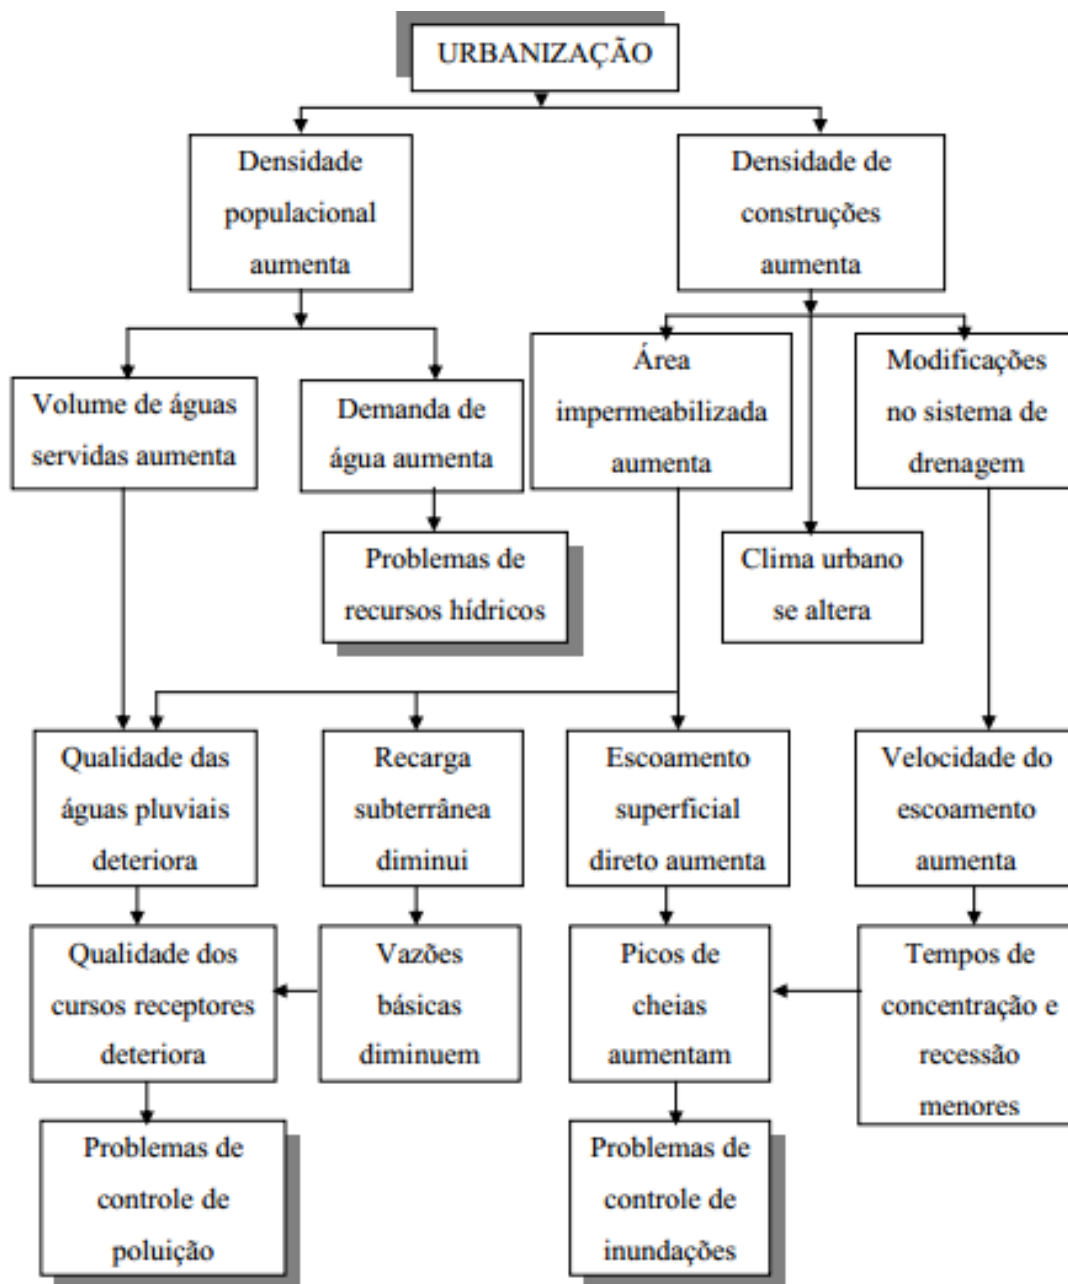 URBANIZAÇÃO
Densidade
populacional
aumenta
Densidade de
construções
aumenta
Volume de águas
servidas aumenta
Demanda de
água aumenta
Área
impermeabilizada
aumenta
Modificações
no sistema de
drenagem
Problemas de
recursos hídricos
Clima urbano
se altera
Qualidade das
águas pluviais
deteriora
Recarga
subterrânea
diminui
Escoamento
superficial
direto aumenta
Velocidade do
escoamento
aumenta
Qualidade dos
cursos receptores
deteriora
Vazões
básicas
diminuem
Picos de
cheias
aumentam
Tempos de
concentração e
recessão
menores
Problemas de
controle de
poluição
Problemas de
controle de
inundações